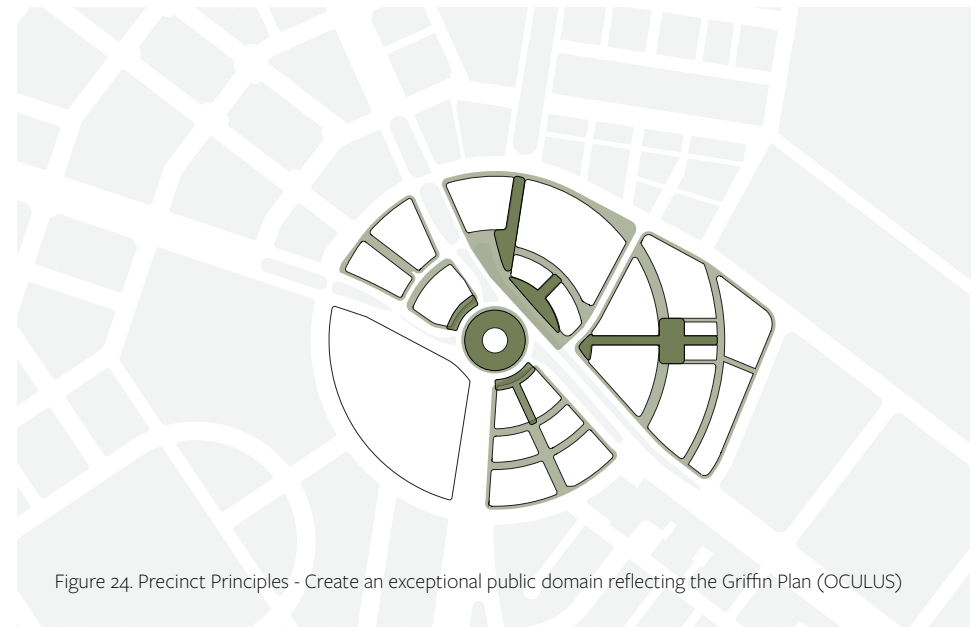 Figure 24. Precinct Principles - Create an exceptional public domain reflecting the Griffin Plan (OCULUS)